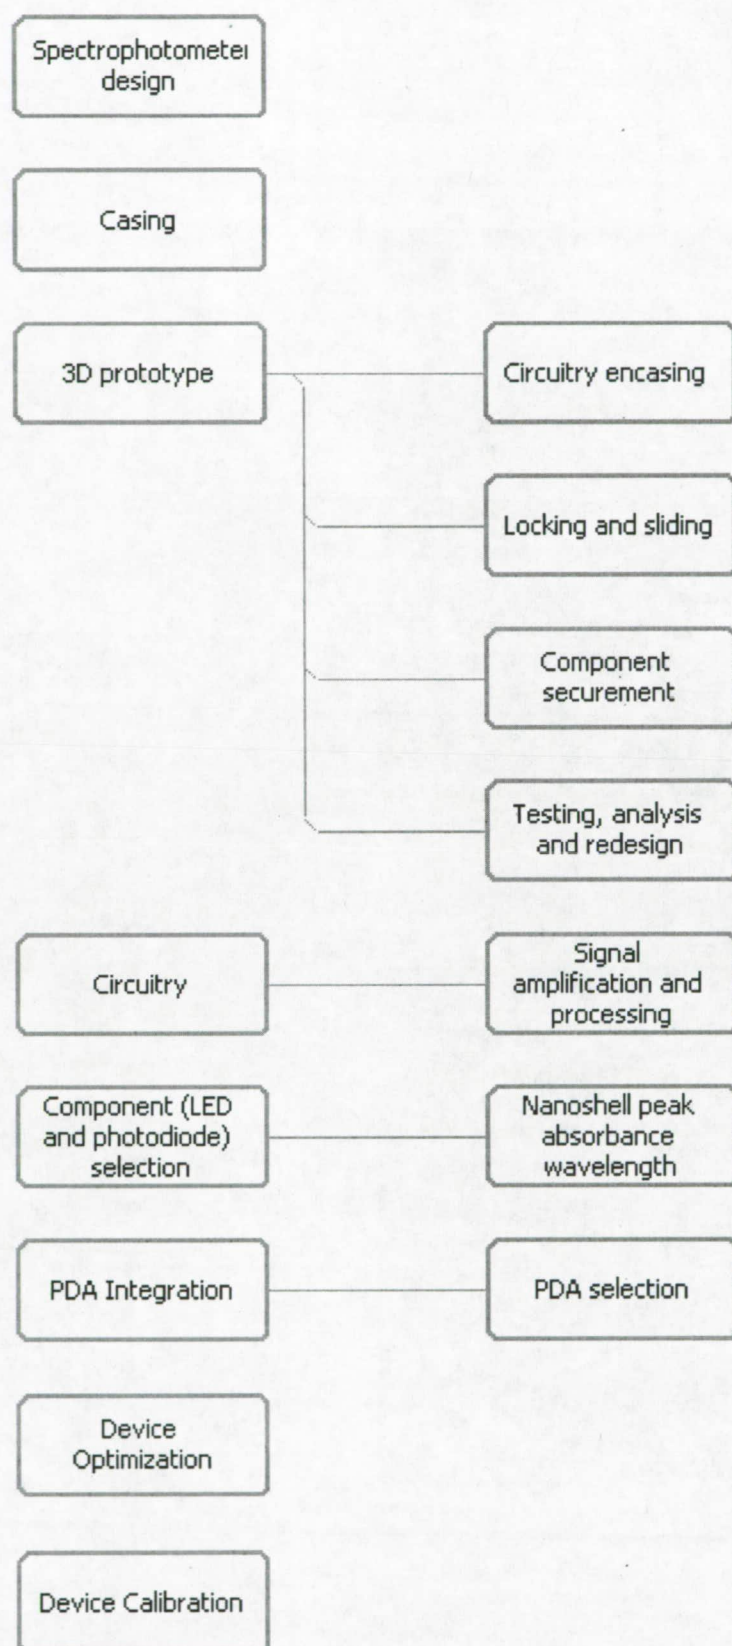 Spectrophotometer
design
Casing
3D prototype
Circuitry encasing
Locking and sliding
Component
securement
Testing, analysis
and redesign
Circuitry
Signal
amplification and
processing
Component (LED
and photodiode)
selection
Nanoshell peak
absorbance
wavelength
PDA Integration
PDA selection
Device
Optimization
Device Calibration